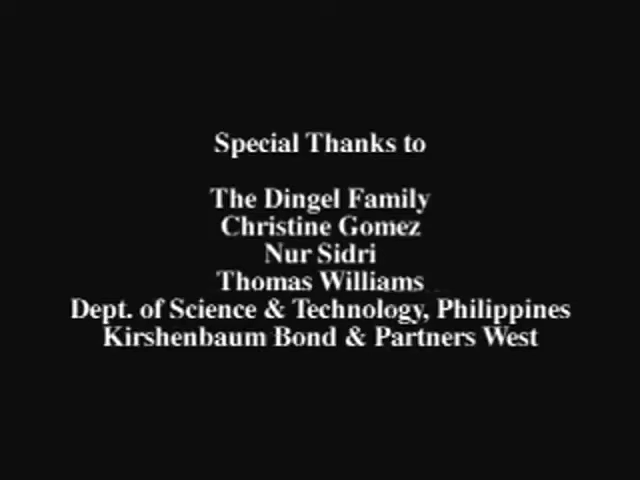 Special Thanks to
The Dingel Family
Christine Gomez
Nur Sidri
Thomas Williams
Dept. of Science & Technology, Philippines
Kirshenbaum Bond & Partners West